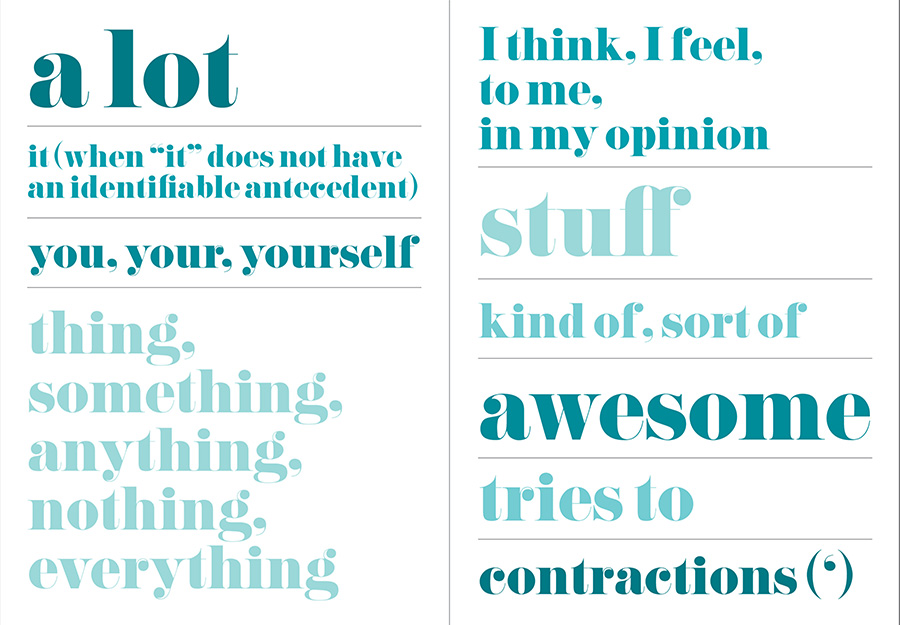 a lot
it (when “it” does not have
an identifiable antecedent)
you, your, yourself
thing,
something,
anything,
nothing,
everything
I think, I feel,
to me,
in my opinion
stuff
kind of, sort of
awesome
tries to
contractions (‘)